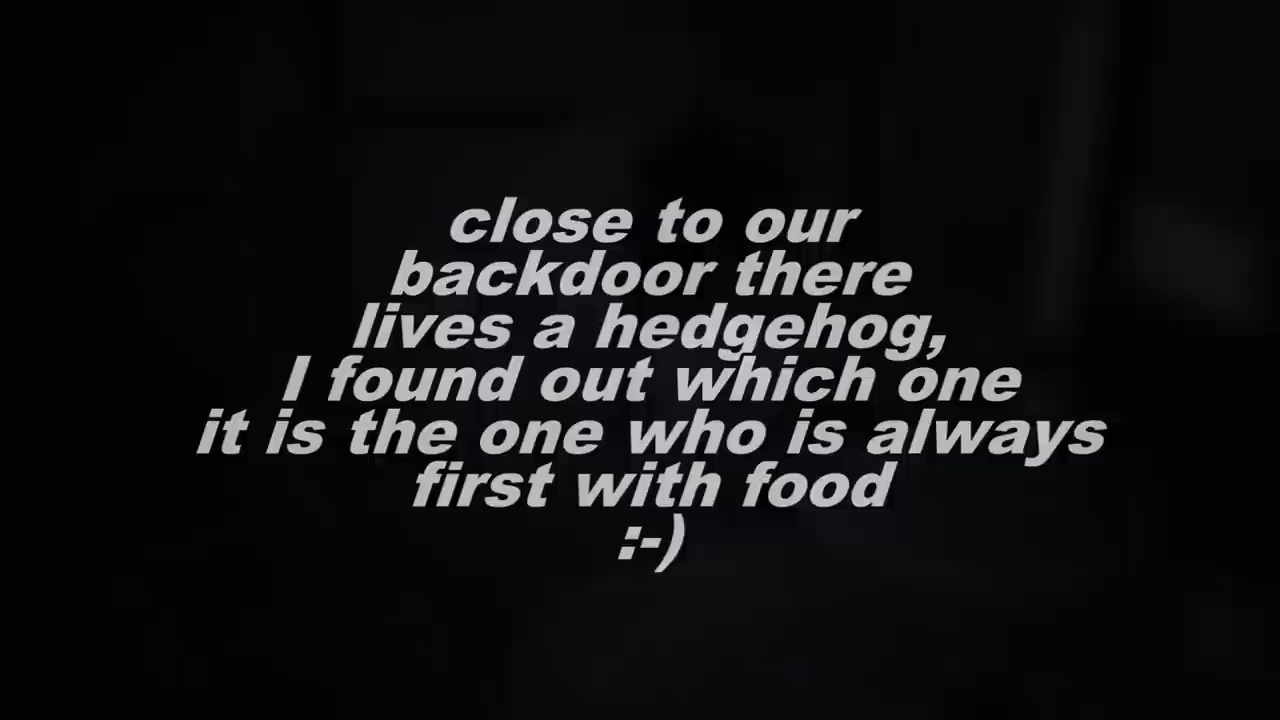 close to our
backdoor there
lives a hedgehog,
I found out which one
it is the one who is always
first with food
:-)